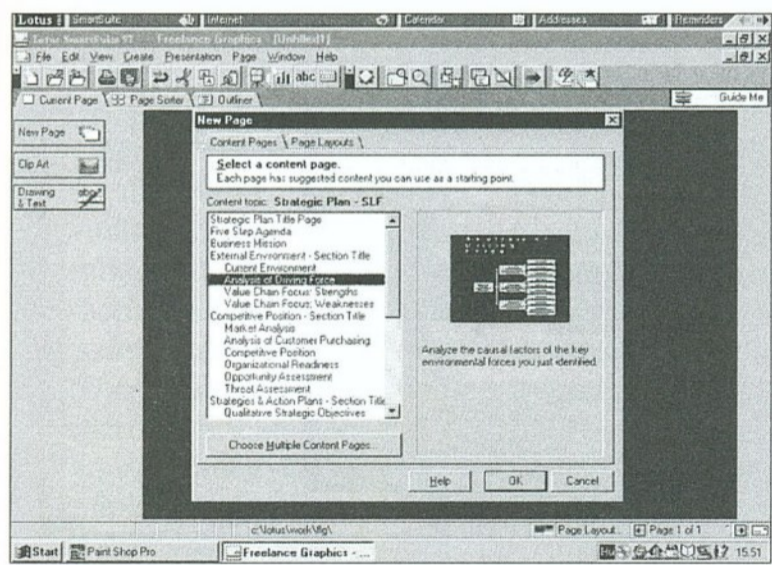 Lotus SmartSuite Internet Calendar Addresses Reminders
Lotus SmartSuite 97 Freelance Graphics - [Untitled1]
File Edit View Create Presentation Page Window Help
abc
Current Page Page Sorter Outliner Guide Me
New Page
Clip Art
Drawing & Text
abc
New Page
Content Pages Page Layouts
Select a content page.
Each page has suggested content you can use as a starting point.
Content topic: Strategic Plan - SLF
Strategic Plan Title Page
Five Step Agenda
Business Mission
External Environment - Section Title
Current Environment
Analysis of Driving Force
Value Chain Focus: Strengths
Value Chain Focus: Weaknesses
Competitive Position - Section Title
Market Analysis
Analysis of Customer Purchasing
Competitive Position
Organizational Readiness
Opportunity Assessment
Threat Assessment
Strategies & Action Plans - Section Title
Qualitative Strategic Objectives
Analyze the causal factors of the key
environmental forces you just identified.
Choose Multiple Content Pages...
Help OK Cancel
c:\lotus\work\flg\ Page Layout... Page 1 of 1
Start Paint Shop Pro Freelance Graphics - ... Hu 15:51